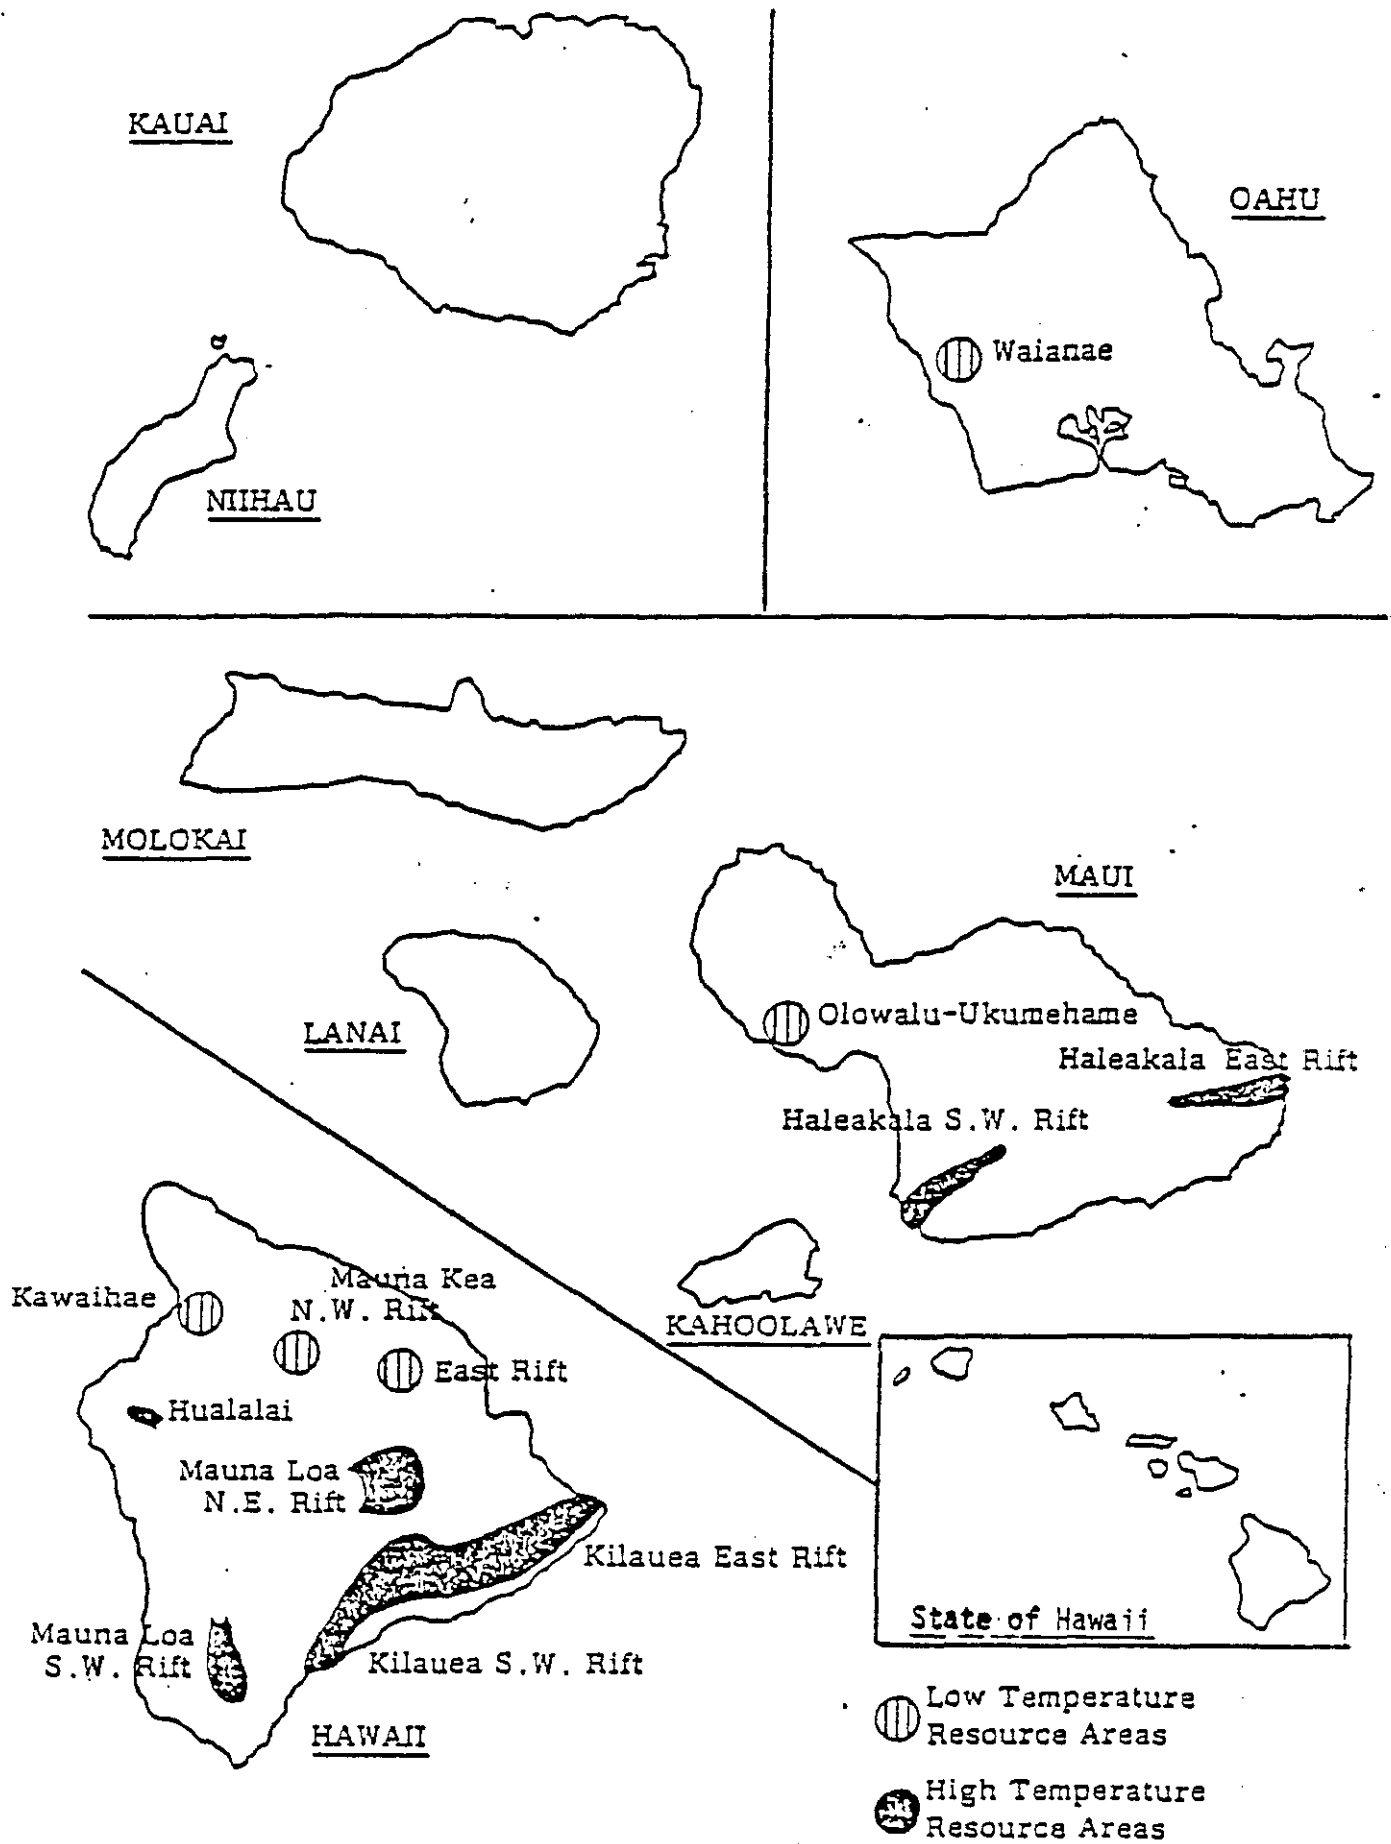 KAUAI
OAHU
Waianae
NIIHAU
MOLOKAI
MAUI
LANAI
Olowalu-Ukumehame
Haleakala East Rift
Haleakala S.W. Rift
KAHOOLAWE
Kawaihae
Mauna Kea
N.W. Rift
East Rift
Hualalai
Mauna Loa
N.E. Rift
Kilauea East Rift
Mauna Loa
S.W. Rift
Kilauea S.W. Rift
HAWAII
State of Hawaii
Low Temperature
Resource Areas
High Temperature
Resource Areas